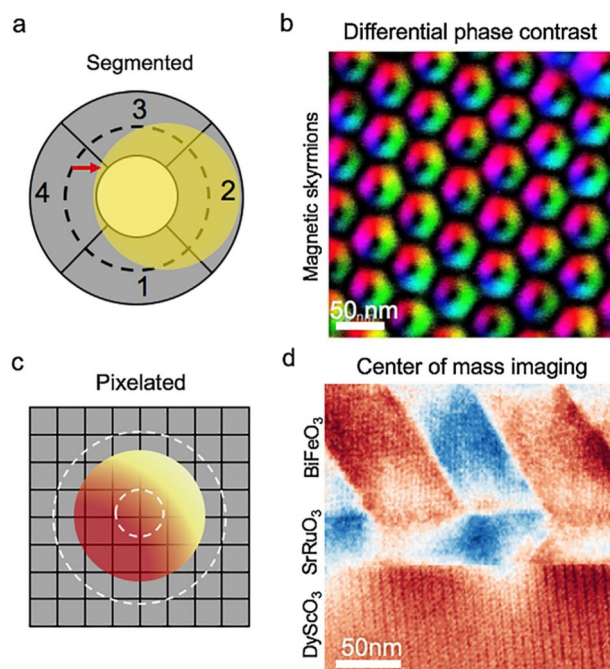 a
Segmented
3
4
2
1
b
Differential phase contrast
Magnetic skyrmions
50 nm
c
Pixelated
d
Center of mass imaging
BiFeO3
SrRuO3
DyScO3
50nm